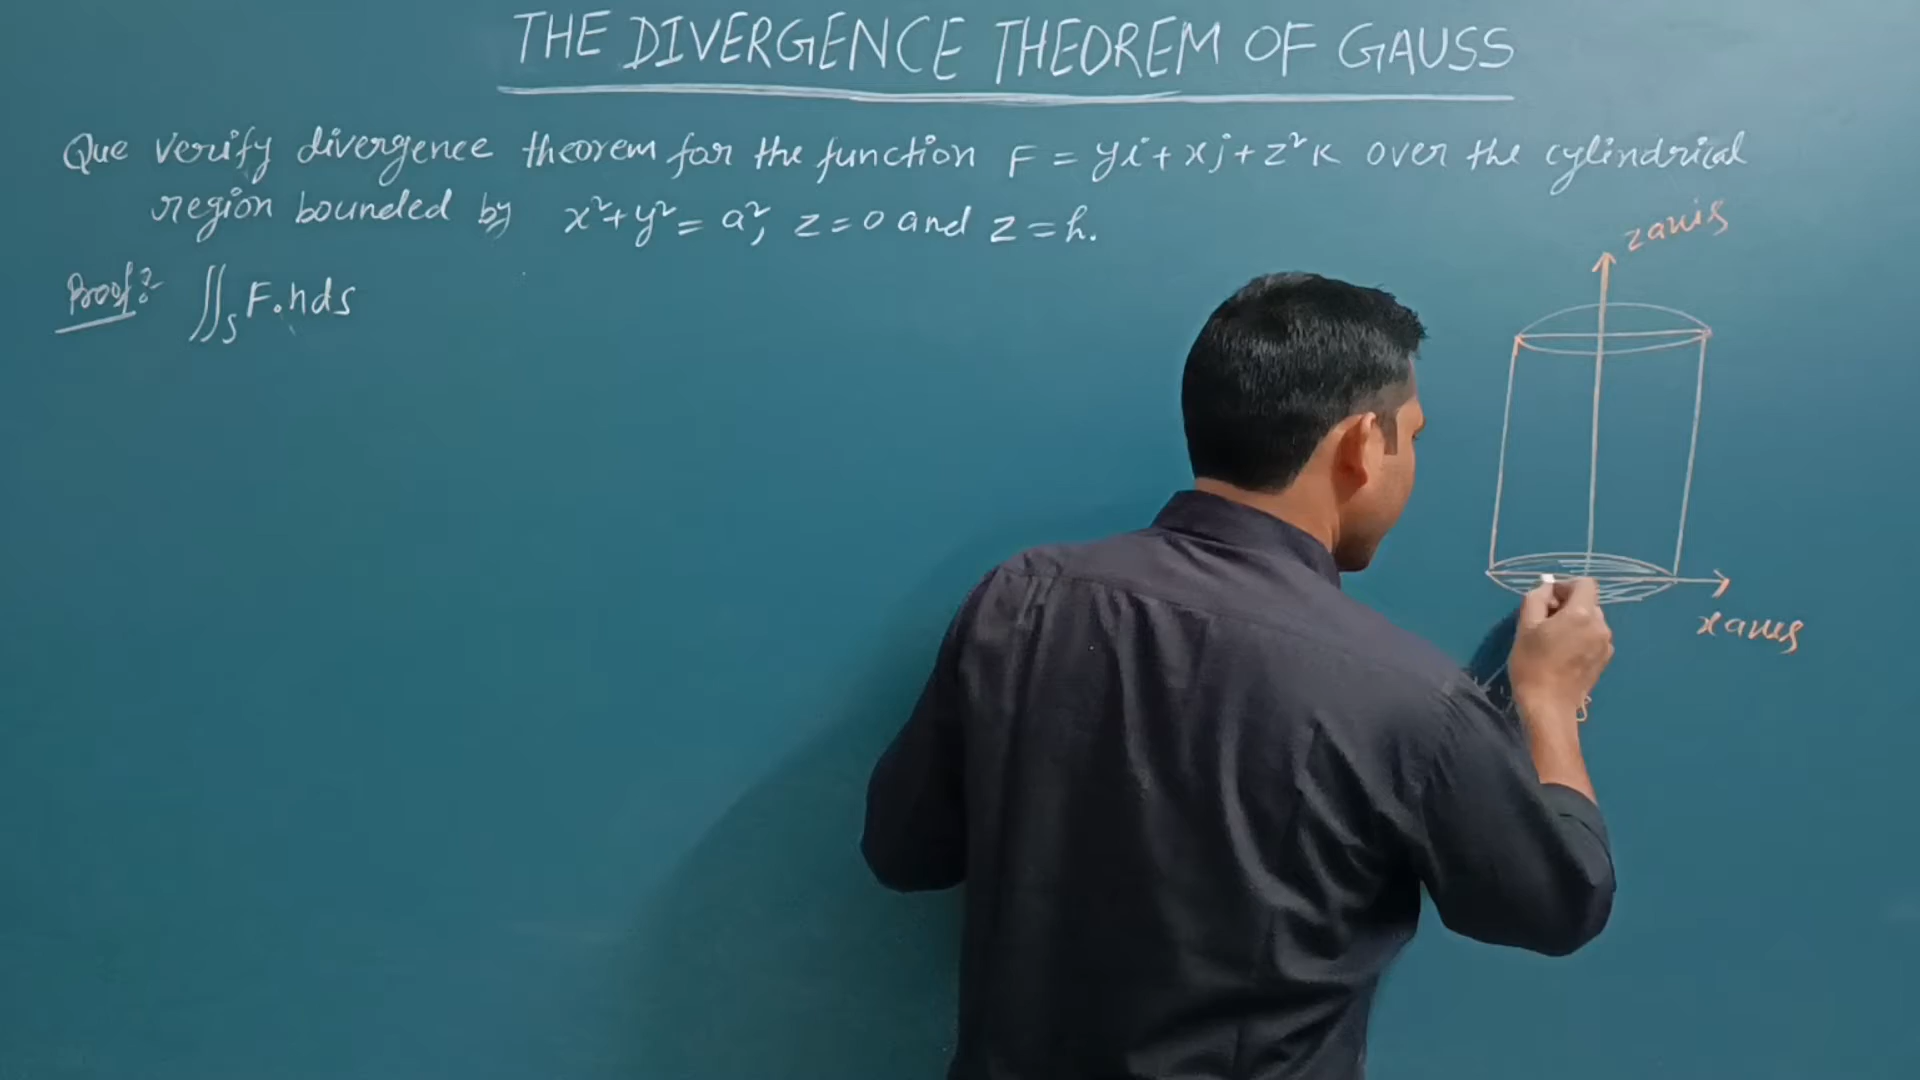 THE DIVERGENCE THEOREM OF GAUSS
Que verify divergence theorem for the function F = yi + xj + z²k over the cylindrical
region bounded by x²+y² = a², z = 0 and z = h.
Proof:- ∬s F.nds
z axis
x axis